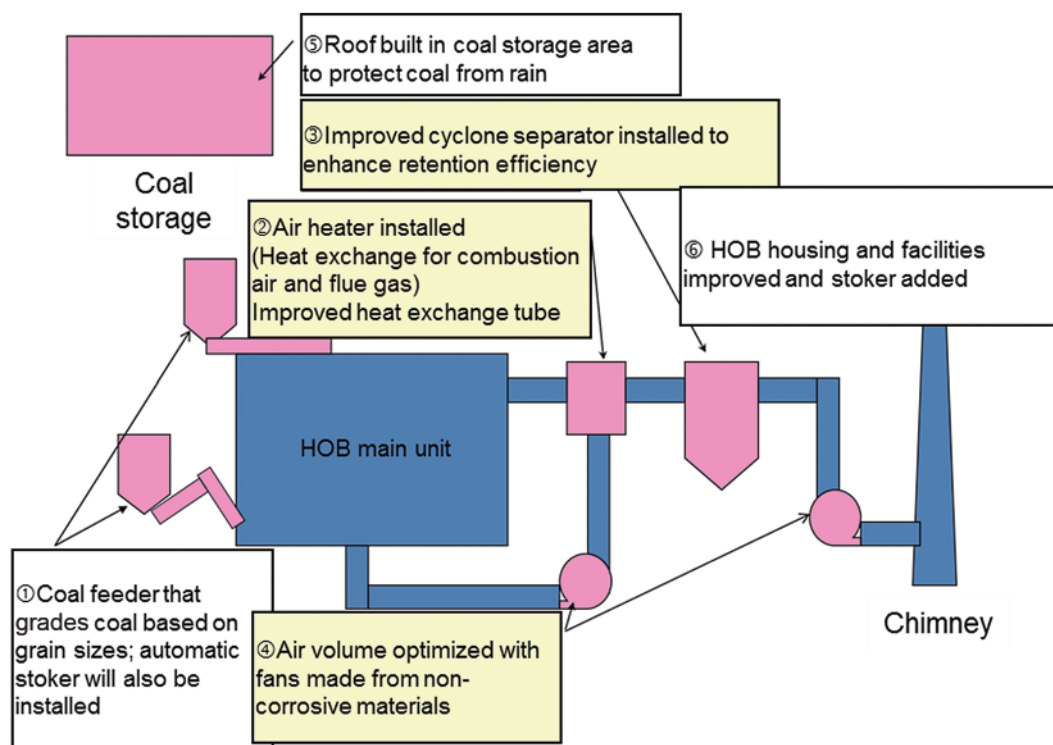 ⑤Roof built in coal storage area
to protect coal from rain
③Improved cyclone separator installed to
enhance retention efficiency
Coal
storage
②Air heater installed
(Heat exchange for combustion
air and flue gas)
Improved heat exchange tube
⑥ HOB housing and facilities
improved and stoker added
HOB main unit
①Coal feeder that
grades coal based on
grain sizes; automatic
stoker will also be
installed
④Air volume optimized with
fans made from non-
corrosive materials
Chimney